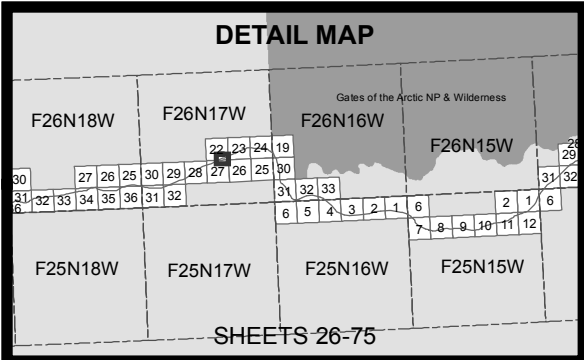 DETAIL MAP
Gates of the Arctic NP & Wilderness
F26N18W F26N17W F26N16W F26N15W
22 23 24 19
28
29
30 27 26 25 30 29 28 27 26 25 30
31 32
31 32 33 34 35 36 31 32
31 32 33
6
6 5 4 3 2 1 6
2 1 6
7 8 9 10 11 12
F25N18W F25N17W F25N16W F25N15W
SHEETS 26-75